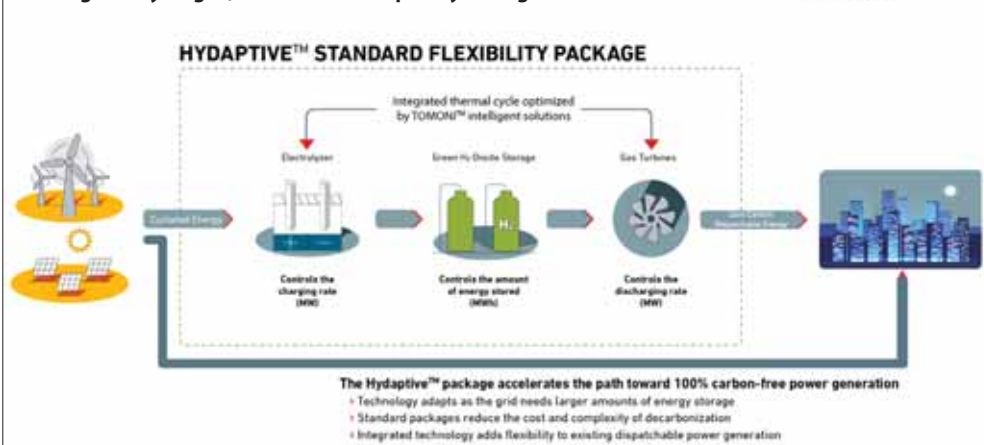 HYDAPTIVE™ STANDARD FLEXIBILITY PACKAGE
Integrated thermal cycle optimized
by TOMONI™ intelligent solutions
Electrolyzer
Green H₂ Onsite Storage
Gas Turbines
Curtailed Energy
H₂
Zero Carbon
Dispatchable Energy
Controls the
charging rate
(MW)
Controls the amount
of energy stored
(MWh)
Controls the
discharging rate
(MW)
The Hydaptive™ package accelerates the path toward 100% carbon-free power generation
Technology adapts as the grid needs larger amounts of energy storage
Standard packages reduce the cost and complexity of decarbonization
Integrated technology adds flexibility to existing dispatchable power generation